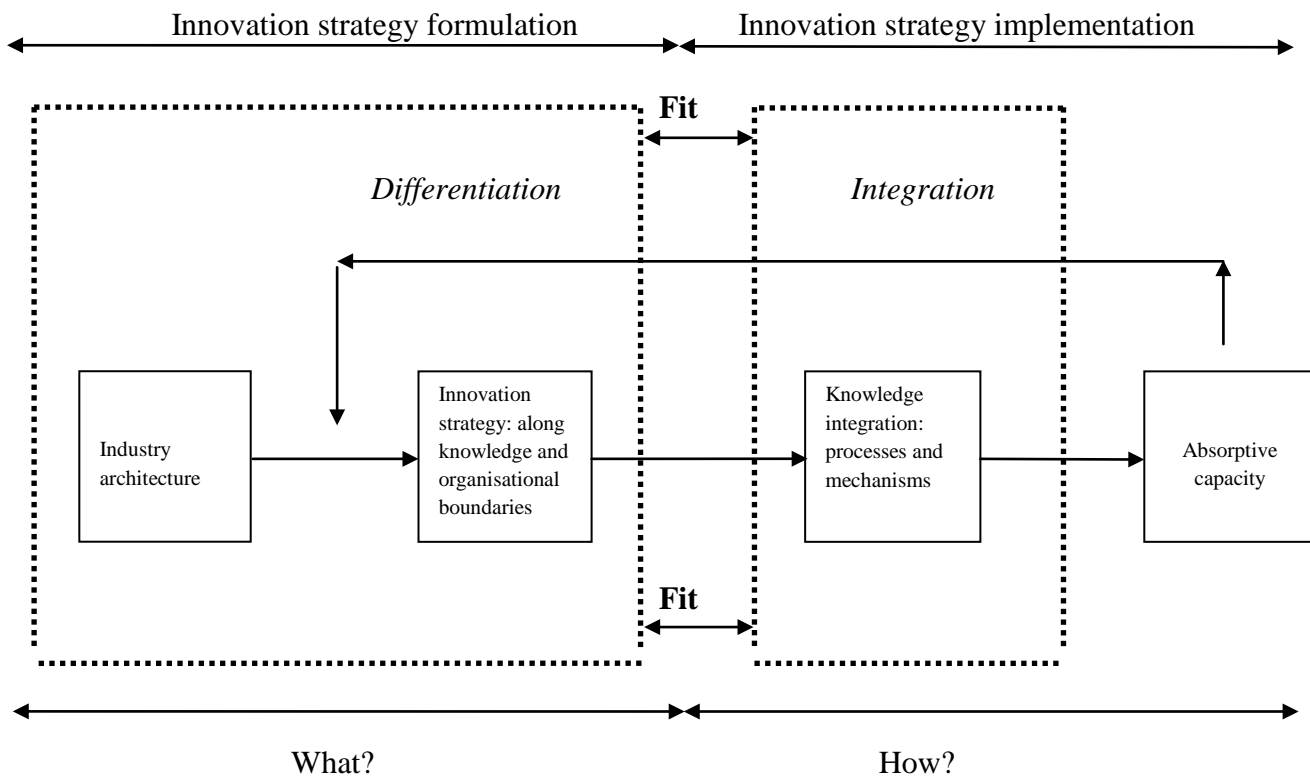 Innovation strategy formulation
Innovation strategy implementation
Fit
Differentiation
Integration
Industry
architecture
Innovation
strategy: along
knowledge and
organisational
boundaries
Knowledge
integration:
processes and
mechanisms
Absorptive
capacity
Fit
What?
How?